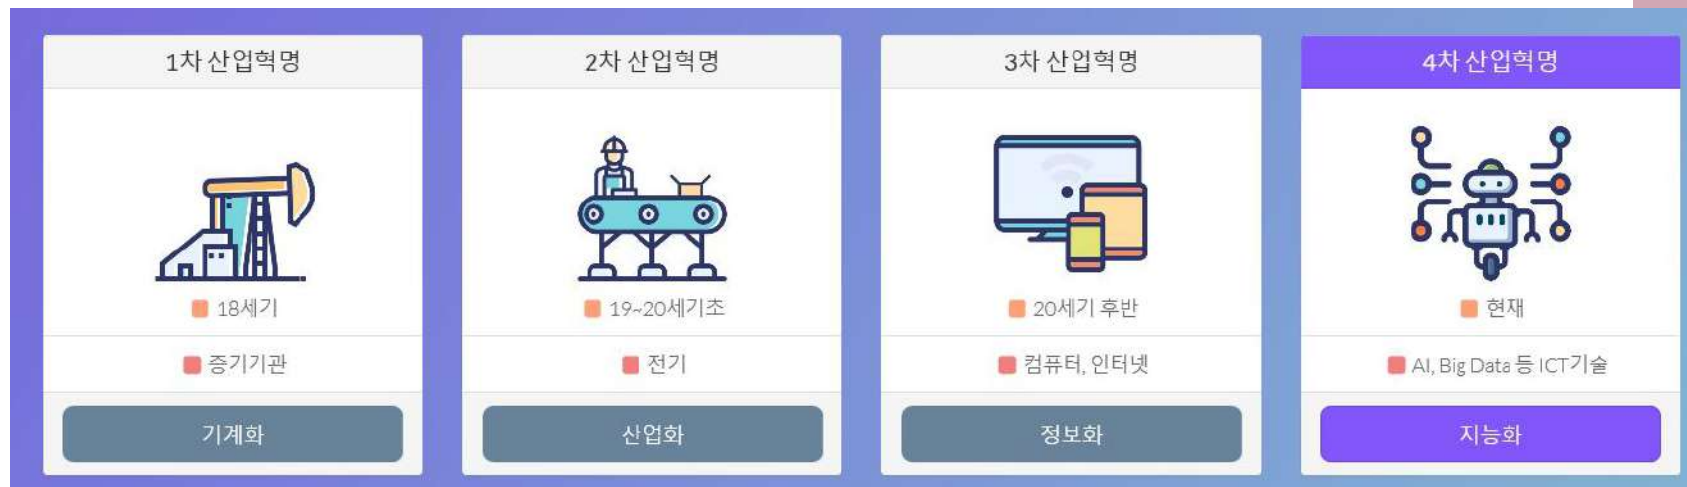 1차 산업혁명
18세기
증기기관
기계화
2차 산업혁명
19~20세기초
전기
산업화
3차 산업혁명
20세기 후반
컴퓨터, 인터넷
정보화
4차 산업혁명
현재
AI, Big Data 등 ICT기술
지능화